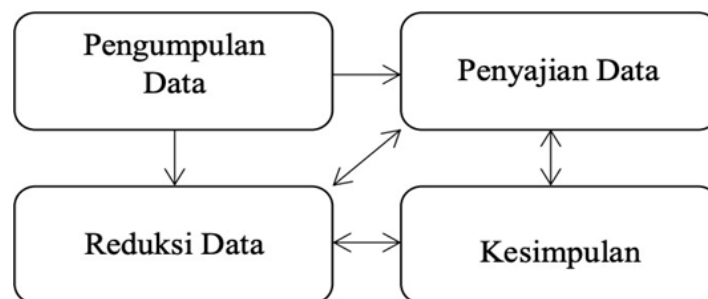 Pengumpulan
Data
Penyajian Data
Reduksi Data
Kesimpulan